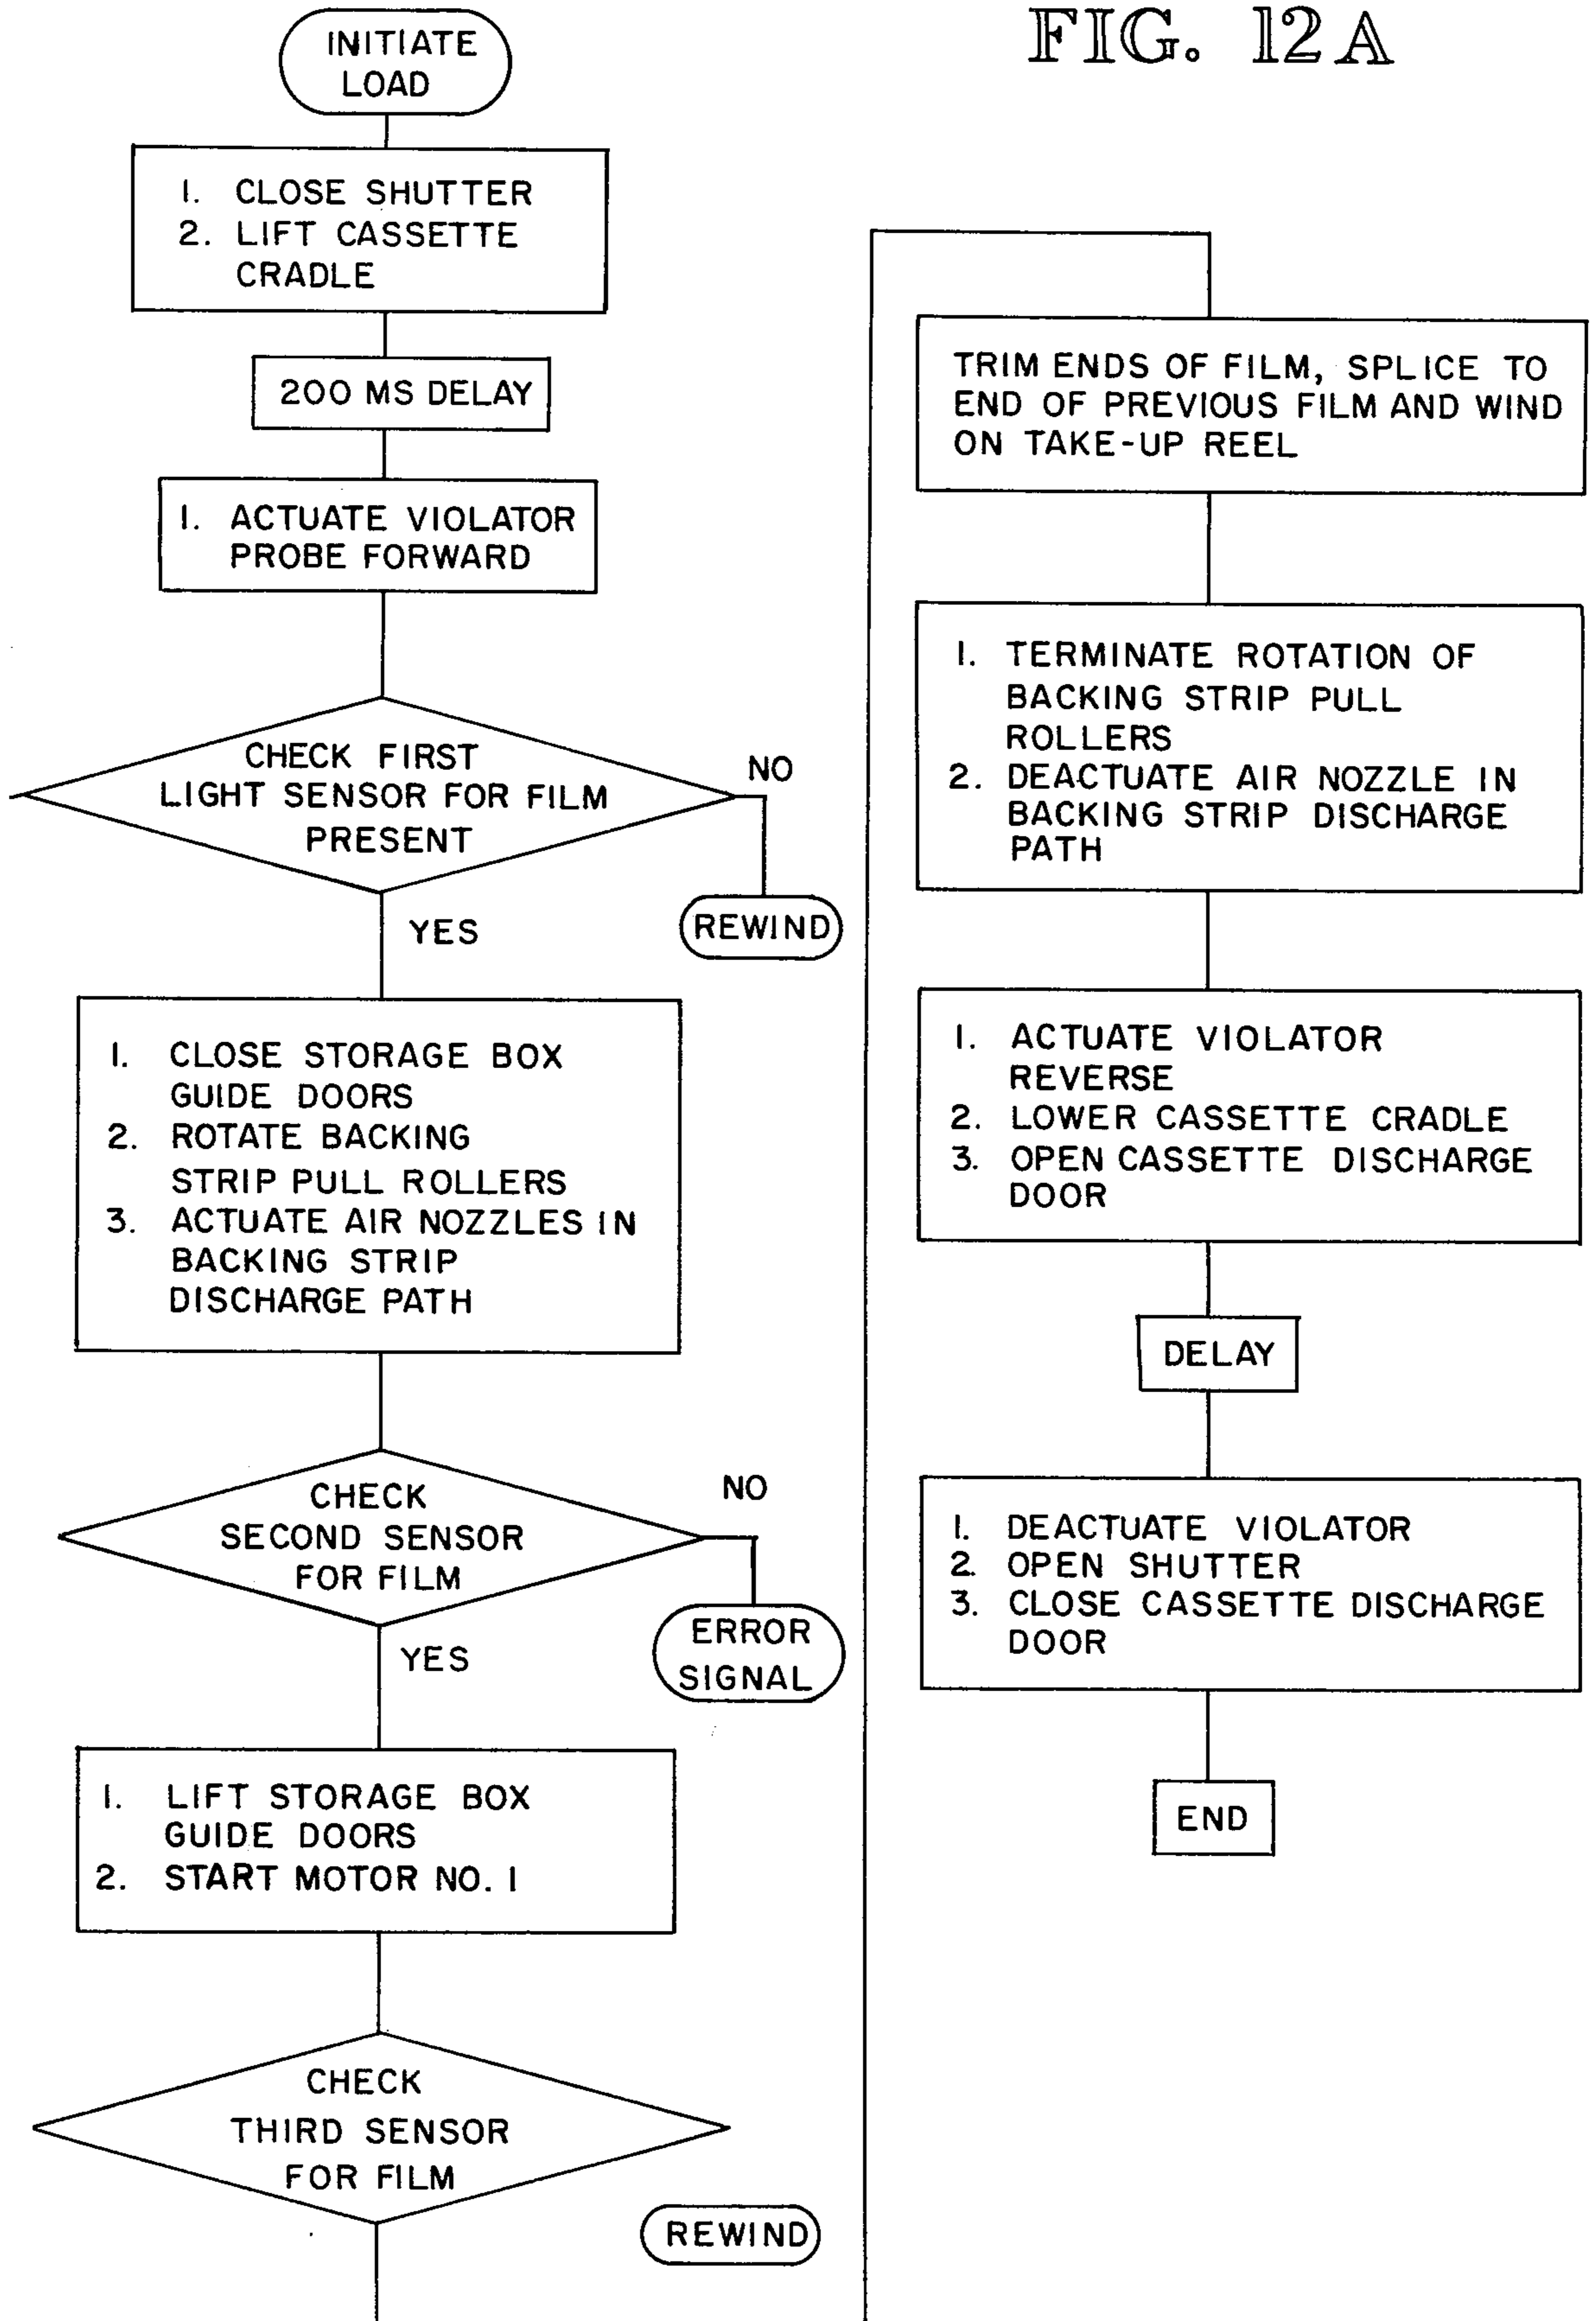 FIG. 12A
INITIATE
LOAD
1. CLOSE SHUTTER
2. LIFT CASSETTE
CRADLE
200 MS DELAY
1. ACTUATE VIOLATOR
PROBE FORWARD
CHECK FIRST
LIGHT SENSOR FOR FILM
PRESENT
NO
REWIND
YES
1. CLOSE STORAGE BOX
GUIDE DOORS
2. ROTATE BACKING
STRIP PULL ROLLERS
3. ACTUATE AIR NOZZLES IN
BACKING STRIP
DISCHARGE PATH
CHECK
SECOND SENSOR
FOR FILM
NO
ERROR
SIGNAL
YES
1. LIFT STORAGE BOX
GUIDE DOORS
2. START MOTOR NO. 1
CHECK
THIRD SENSOR
FOR FILM
REWIND
TRIM ENDS OF FILM, SPLICE TO
END OF PREVIOUS FILM AND WIND
ON TAKE-UP REEL
1. TERMINATE ROTATION OF
BACKING STRIP PULL
ROLLERS
2. DEACTUATE AIR NOZZLE IN
BACKING STRIP DISCHARGE
PATH
1. ACTUATE VIOLATOR
REVERSE
2. LOWER CASSETTE CRADLE
3. OPEN CASSETTE DISCHARGE
DOOR
DELAY
1. DEACTUATE VIOLATOR
2. OPEN SHUTTER
3. CLOSE CASSETTE DISCHARGE
DOOR
END